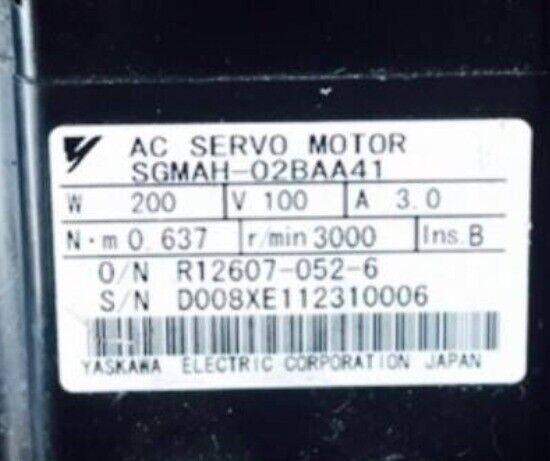 AC SERVO MOTOR
SGMAH-02BAA41
W 200 V 100 A 3.0
N·m 0.637 r/min 3000 Ins.B
O/N R12607-052-6
S/N D008XE112310006
YASKAWA ELECTRIC CORPORATION JAPAN